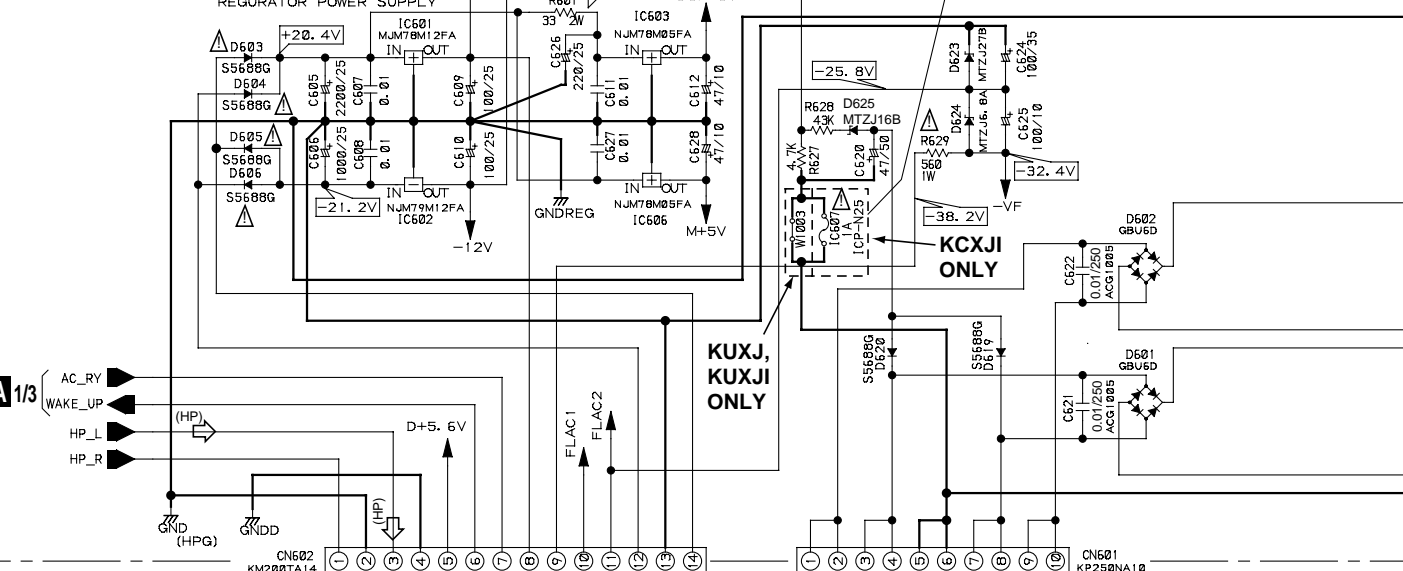 REGURATOR POWER SUPPLY
+20.4V
D603
S5688G
D604
S5688G
D605
S5688G
D606
S5688G
C605
2200/25
C607
0.01
C606
1000/25
C608
0.01
-21.2V
IC601
MJM78M12FA
IN OUT
IN OUT
NJM79M12FA
IC602
C609
100/25
C610
100/25
-12V
R601
33 2W
C626
220/25
C611
0.01
C627
0.01
GNDREG
IC603
NJM78M05FA
IN OUT
IN OUT
NJM78M05FA
IC606
C612
47/10
C628
47/10
M+5V
-25.8V
R628
43K
D625
MTZJ16B
4.7K
R627
C620
47/50
W1003
IC607
1A
ICP-N25
D623
MTZJ27B
C624
100/35
D624
MTZJ6.8A
C625
100/10
R629
560
1W
-32.4V
-VF
-38.2V
KCXJI
ONLY
KUXJ,
KUXJI
ONLY
D602
GBU6D
C622
0.01/250
ACG1005
S5688G
D620
S5688G
D619
D601
GBU6D
C621
0.01/250
ACG1005
A 1/3
AC_RY
WAKE_UP
HP_L
HP_R
(HP)
(HP)
D+5.6V
FLAC1
FLAC2
GND
(HPG)
GNDD
CN602
KM200TA14
1 2 3 4 5 6 7 8 9 10 11 12 13 14
1 2 3 4 5 6 7 8 9 10
CN601
KP250NA10